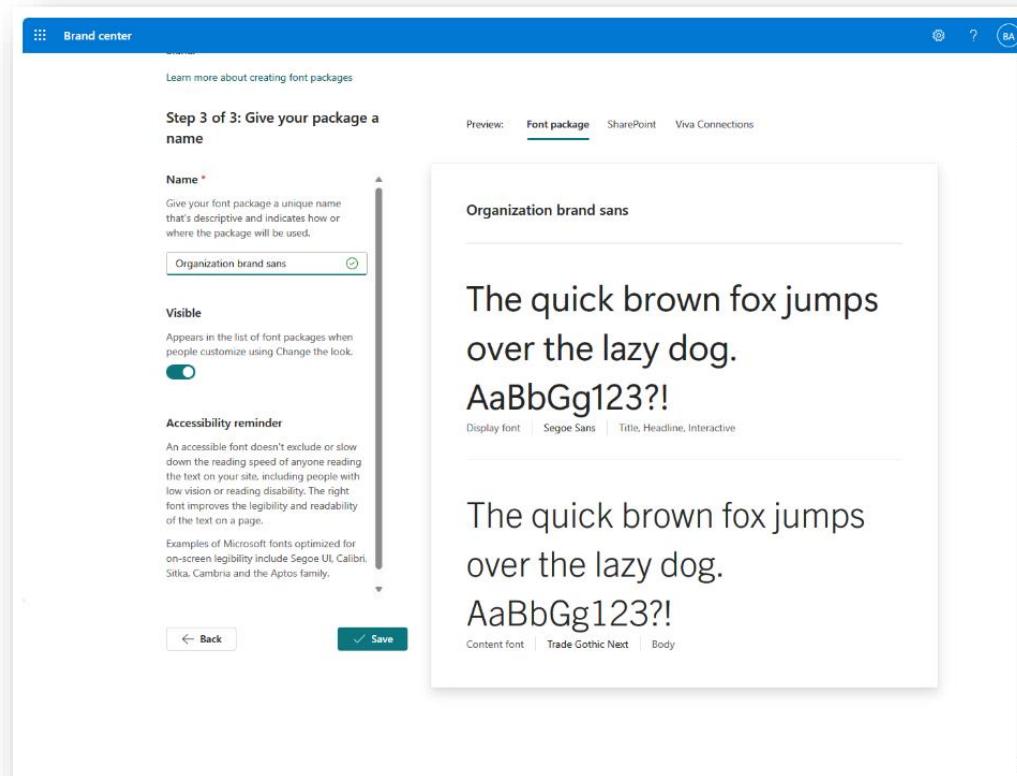 Brand center
BA
Learn more about creating font packages
Step 3 of 3: Give your package a
name
Name *
Give your font package a unique name
that's descriptive and indicates how or
where the package will be used.
Organization brand sans
Visible
Appears in the list of font packages when
people customize using Change the look.
Accessibility reminder
An accessible font doesn't exclude or slow
down the reading speed of anyone reading
the text on your site, including people with
low vision or reading disability. The right
font improves the legibility and readability
of the text on a page.
Examples of Microsoft fonts optimized for
on-screen legibility include Segoe UI, Calibri,
Sitka, Cambria and the Aptos family.
Back
Save
Preview: Font package SharePoint Viva Connections
Organization brand sans
The quick brown fox jumps
over the lazy dog.
AaBbGg123?!
Display font Segoe Sans Title, Headline, Interactive
The quick brown fox jumps
over the lazy dog.
AaBbGg123?!
Content font Trade Gothic Next Body